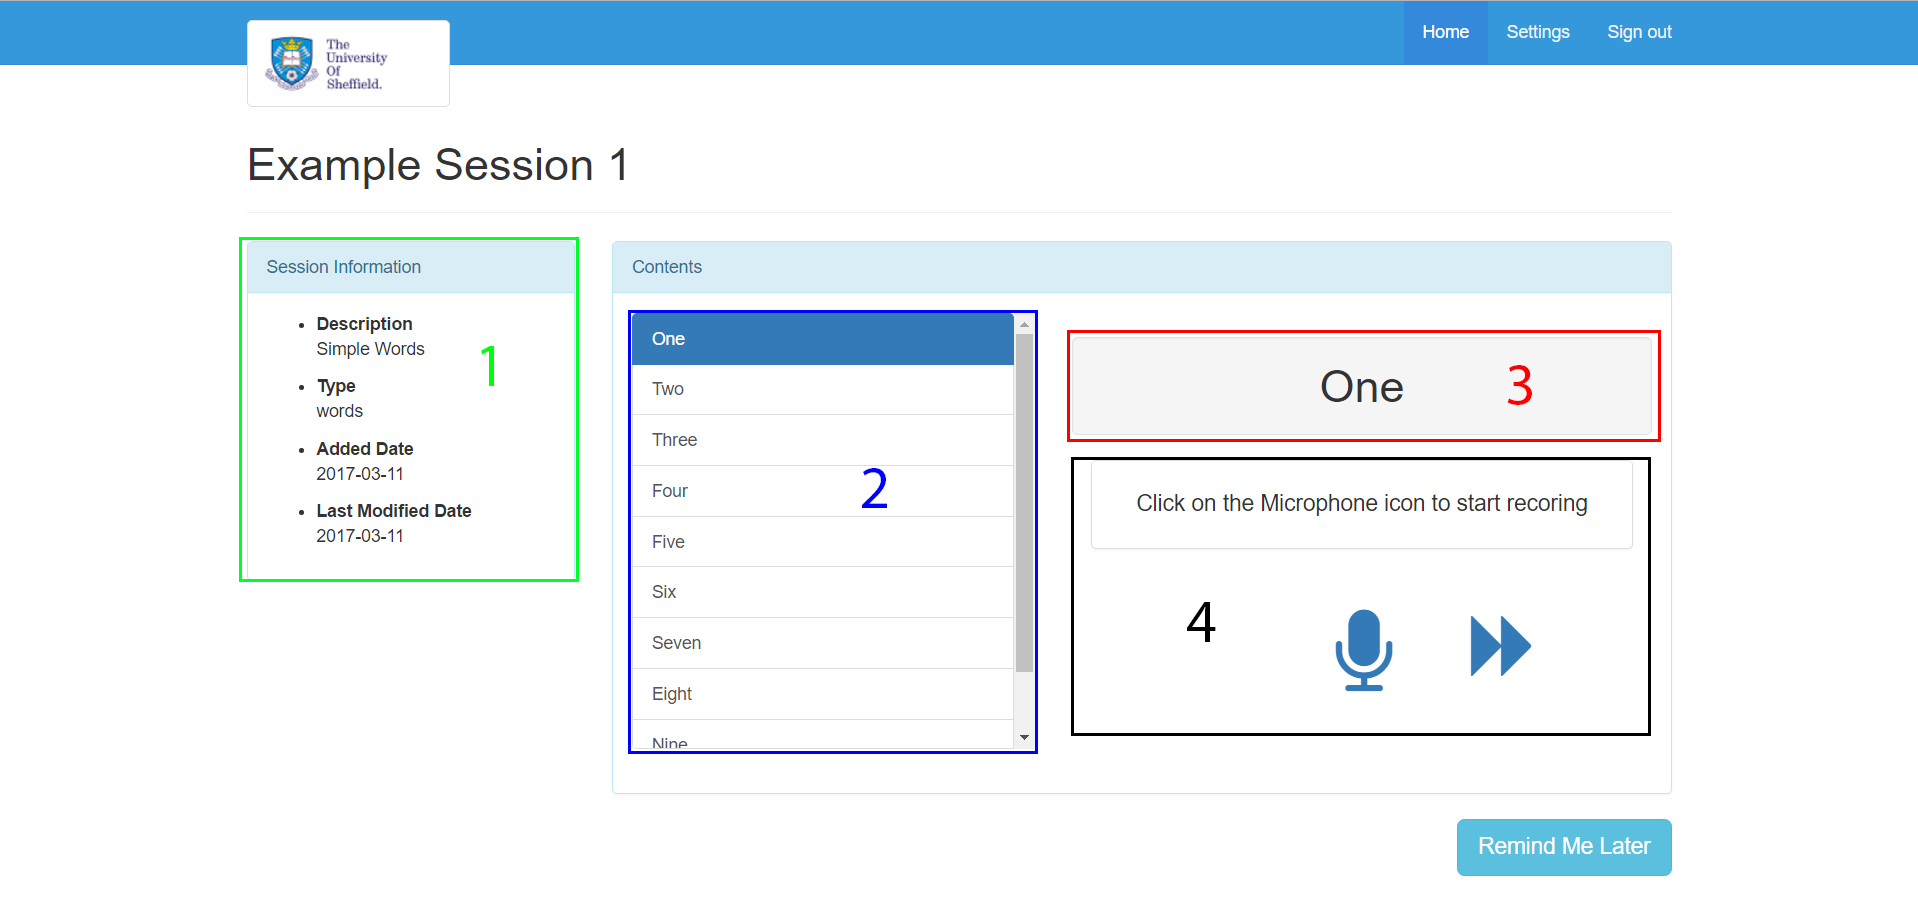 Home
Settings
Sign out
The
University
Of
Sheffield.
Example Session 1
Session Information
Description
Simple Words
Type
words
Added Date
2017-03-11
Last Modified Date
2017-03-11
1
Contents
One
Two
Three
Four
Five
Six
Seven
Eight
Nine
2
One
3
Click on the Microphone icon to start recoring
4
Remind Me Later